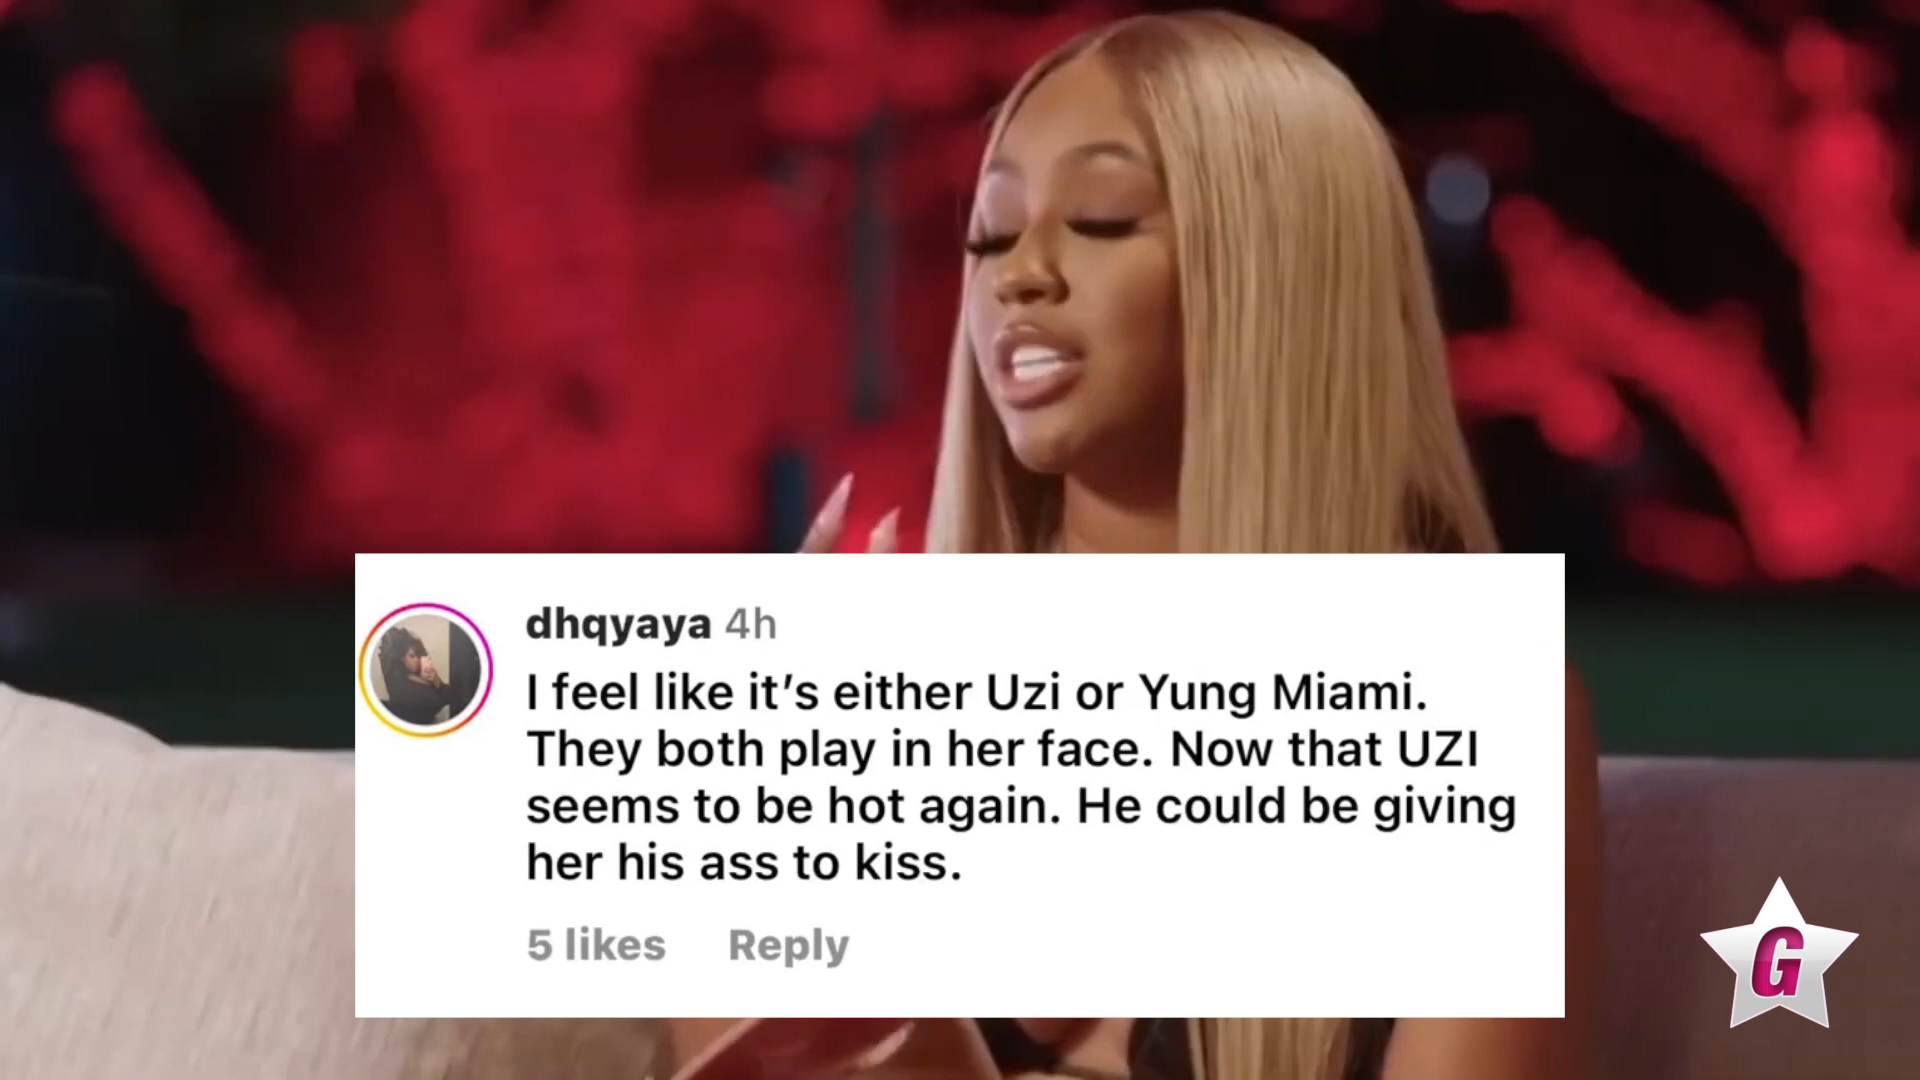 dhqyaya 4h
I feel like it's either Uzi or Yung Miami.
They both play in her face. Now that UZI
seems to be hot again. He could be giving
her his ass to kiss.
5 likes Reply
G